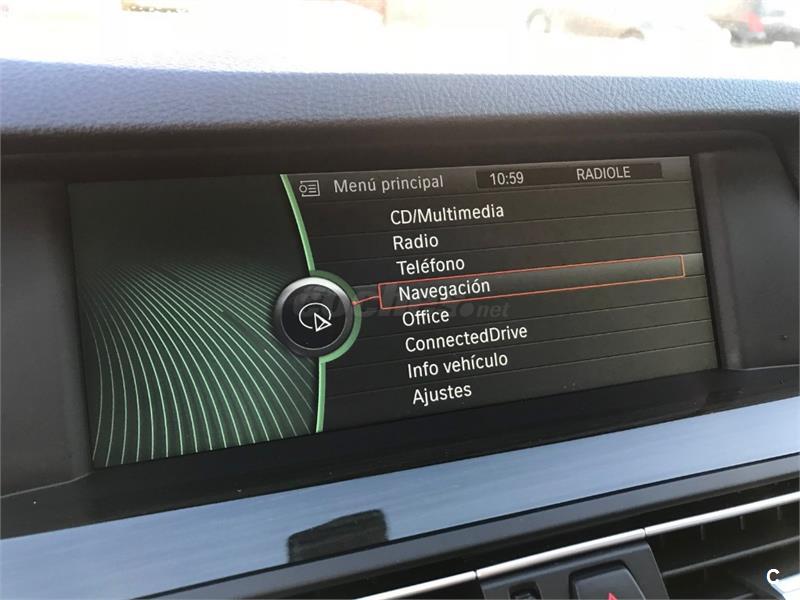 Menú principal 10:59 RADIOLE
CD/Multimedia
Radio
Teléfono
Navegación
Office
ConnectedDrive
Info vehículo
Ajustes
C